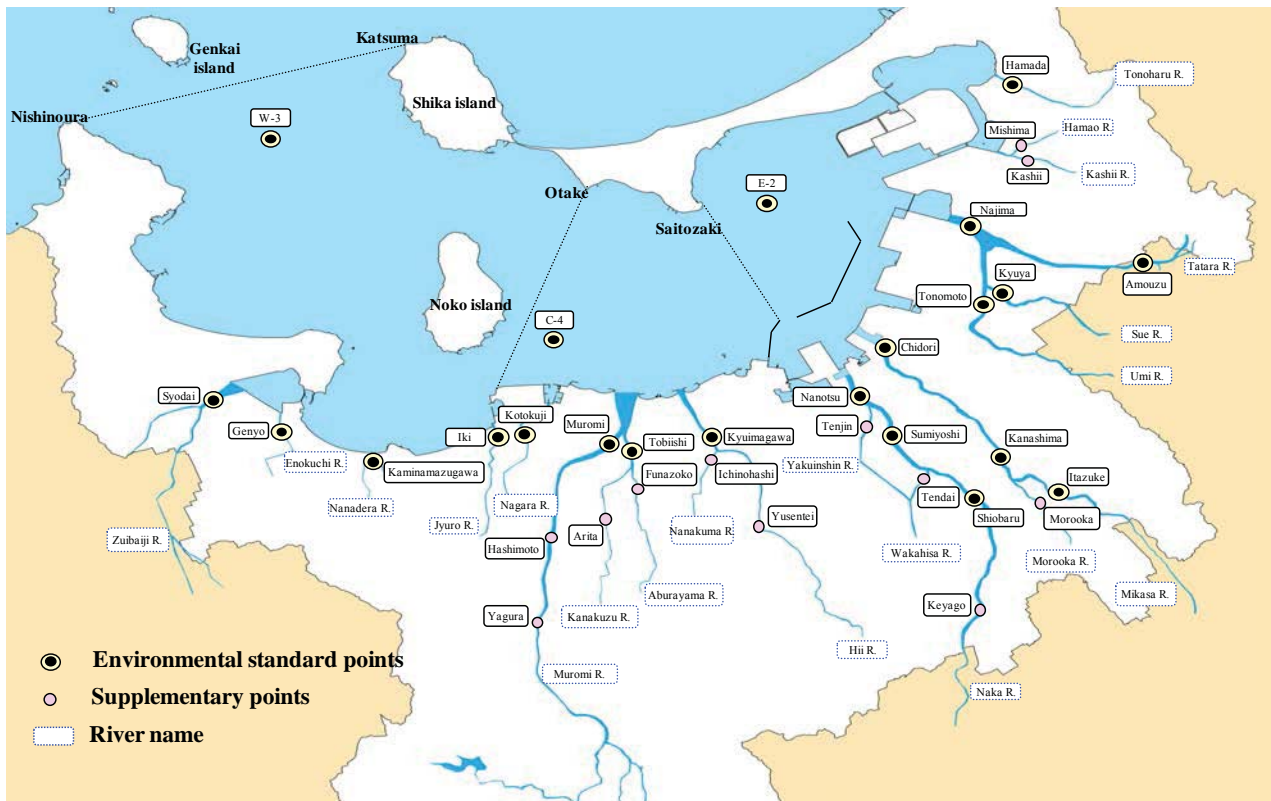 Katsuma
Genkai
island
Hamada
Tonoharu R.
Shika island
Nishinoura
W-3
Mishima
Hamao R.
Kashii
Kashii R.
E-2
Otake
Najima
Saitozaki
Amouzu
Tatara R.
Kyuya
Noko island
Tonomoto
C-4
Sue R.
Chidori
Umi R.
Syodai
Nanotsu
Kotokuji
Genyo
Iki
Muromi
Tobiishi
Kyuimagawa
Tenjin
Sumiyoshi
Kanashima
Enokuchi R.
Kaminamazugawa
Funazoko
Ichinohashi
Yakuinshin R.
Itazuke
Nanadera R.
Nagara R.
Tendai
Jyuro R.
Arita
Nanakuma R.
Yusentei
Shiobaru
Morooka
Zuibaiji R.
Hashimoto
Wakahisa R.
Morooka R.
Aburayama R.
Mikasa R.
Yagura
Kanakuzu R.
Keyago
Hii R.
Environmental standard points
Muromi R.
Supplementary points
Naka R.
River name